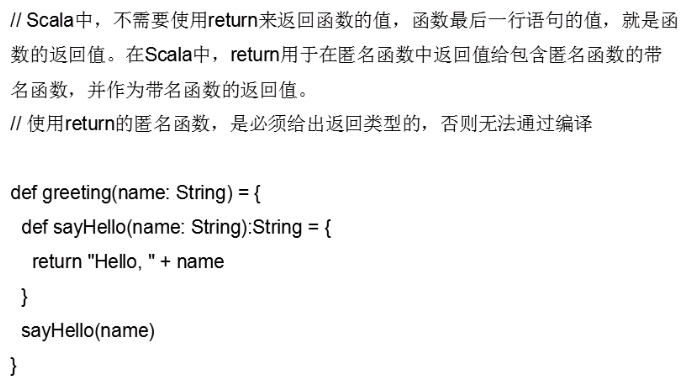 // Scala中，不需要使用return来返回函数的值，函数最后一行语句的值，就是函
数的返回值。在Scala中，return用于在匿名函数中返回值给包含匿名函数的带
名函数，并作为带名函数的返回值。
// 使用return的匿名函数，是必须给出返回类型的，否则无法通过编译
def greeting(name: String) = {
  def sayHello(name: String):String = {
    return "Hello, " + name
  }
  sayHello(name)
}